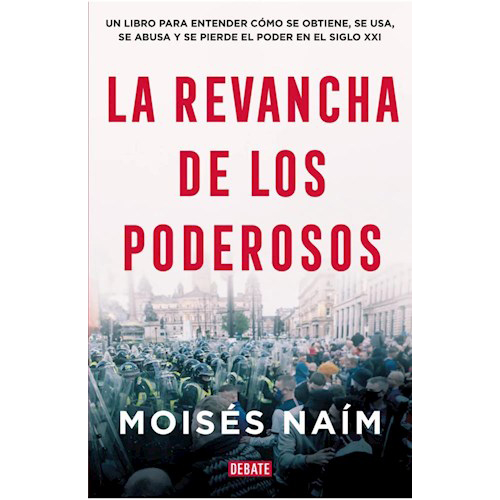 UN LIBRO PARA ENTENDER CÓMO SE OBTIENE, SE USA,
SE ABUSA Y SE PIERDE EL PODER EN EL SIGLO XXI
LA REVANCHA
DE LOS
PODEROSOS
MOISÉS NAÍM
DEBATE